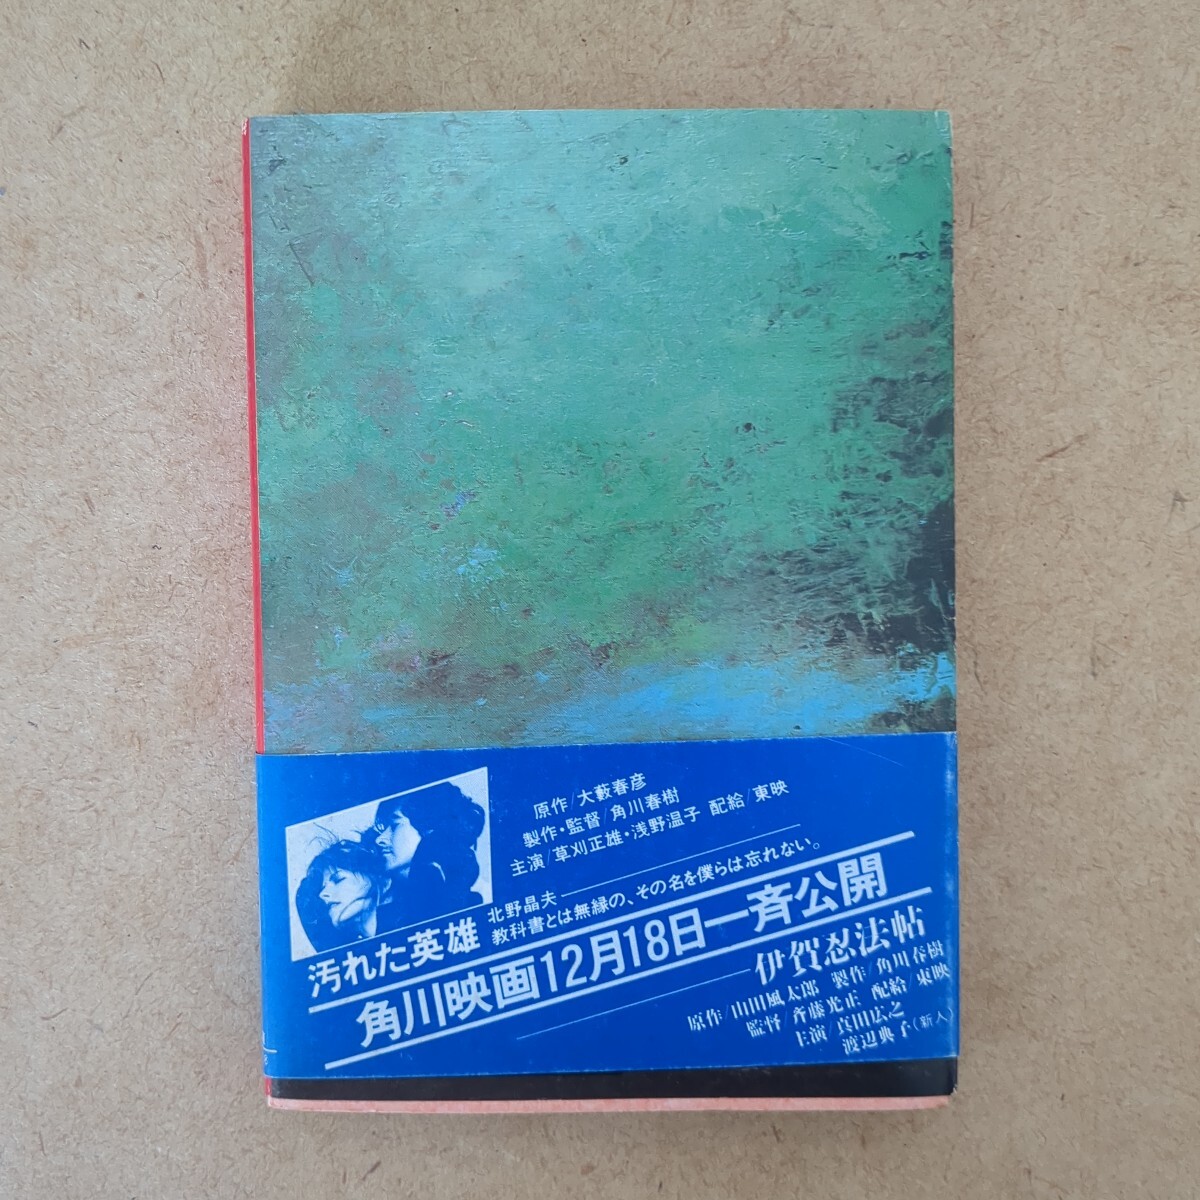 原作/大藪春彦
製作・監督/角川春樹
主演/草刈正雄・浅野温子 配給/東映
北野晶夫
教科書とは無縁の、その名を僕らは忘れない。
汚れた英雄
角川映画12月18日一斉公開
伊賀忍法帖
原作/山田風太郎 製作/角川春樹
監督/斉藤光正 配給/東映
主演/真田広之
渡辺典子(新人)